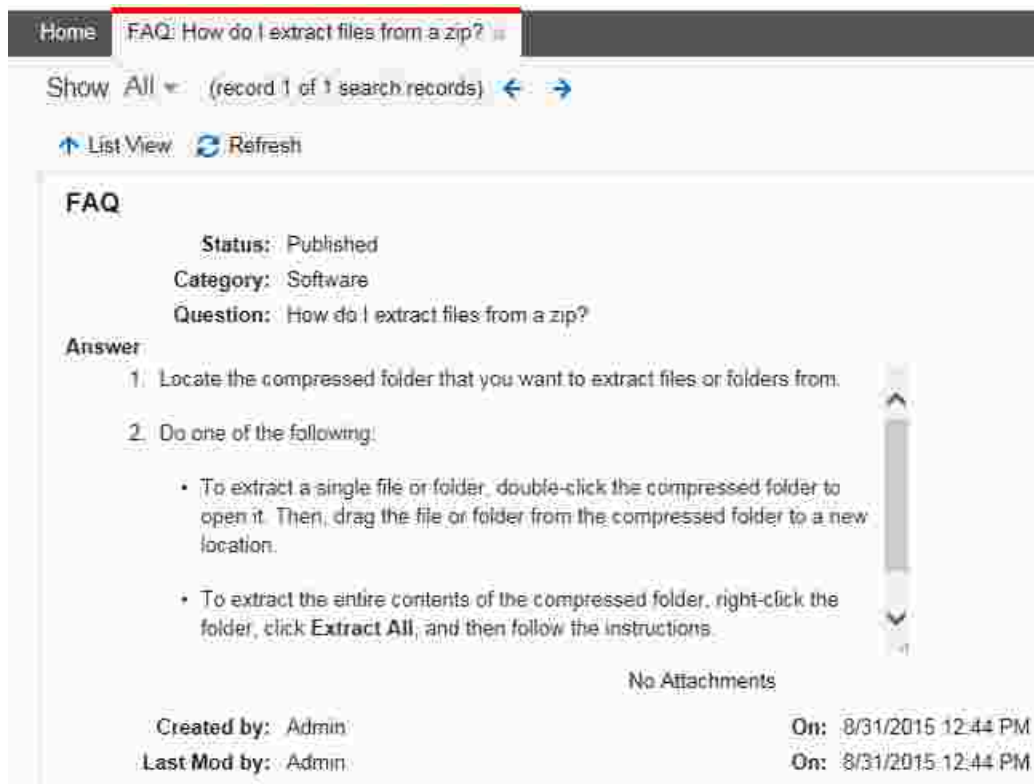 Home FAQ: How do I extract files from a zip?
Show All (record 1 of 1 search records)
List View Refresh
FAQ
Status: Published
Category: Software
Question: How do I extract files from a zip?
Answer
1. Locate the compressed folder that you want to extract files or folders from.
2. Do one of the following:
• To extract a single file or folder, double-click the compressed folder to
open it. Then, drag the file or folder from the compressed folder to a new
location.
• To extract the entire contents of the compressed folder, right-click the
folder, click Extract All, and then follow the instructions.
No Attachments
Created by: Admin On: 8/31/2015 12:44 PM
Last Mod by: Admin On: 8/31/2015 12:44 PM